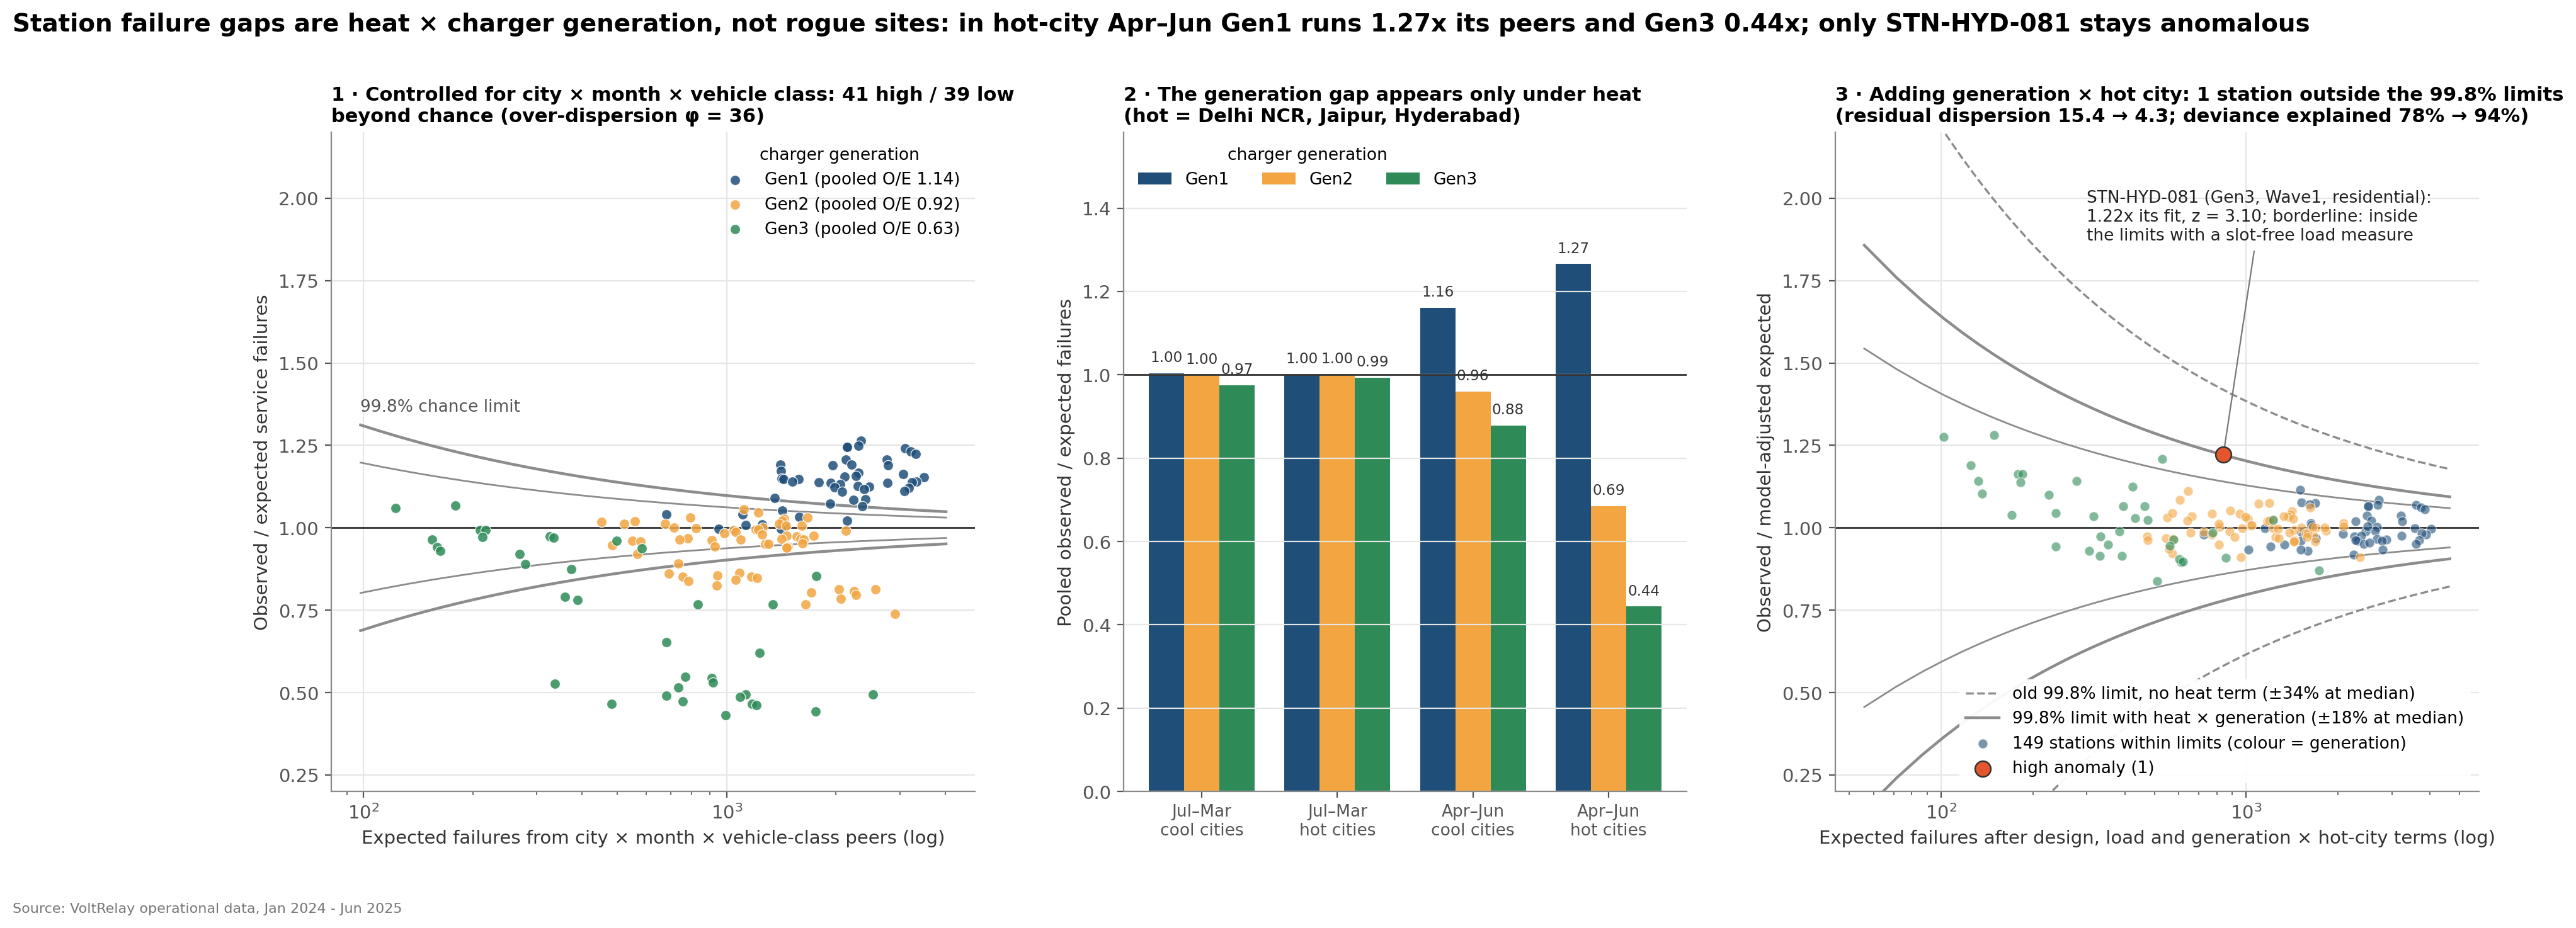 Station failure gaps are heat × charger generation, not rogue sites: in hot-city Apr–Jun Gen1 runs 1.27x its peers and Gen3 0.44x; only STN-HYD-081 stays anomalous
1 · Controlled for city × month × vehicle class: 41 high / 39 low
beyond chance (over-dispersion φ = 36)
charger generation
Gen1 (pooled O/E 1.14)
Gen2 (pooled O/E 0.92)
Gen3 (pooled O/E 0.63)
99.8% chance limit
Observed / expected service failures
2.00
1.75
1.50
1.25
1.00
0.75
0.50
0.25
10²
10³
Expected failures from city × month × vehicle-class peers (log)
2 · The generation gap appears only under heat
(hot = Delhi NCR, Jaipur, Hyderabad)
charger generation
Gen1
Gen2
Gen3
Pooled observed / expected failures
1.4
1.2
1.0
0.8
0.6
0.4
0.2
0.0
1.00
1.00
0.97
1.00
1.00
0.99
1.16
0.96
0.88
1.27
0.69
0.44
Jul–Mar
cool cities
Jul–Mar
hot cities
Apr–Jun
cool cities
Apr–Jun
hot cities
3 · Adding generation × hot city: 1 station outside the 99.8% limits
(residual dispersion 15.4 → 4.3; deviance explained 78% → 94%)
STN-HYD-081 (Gen3, Wave1, residential):
1.22x its fit, z = 3.10; borderline: inside
the limits with a slot-free load measure
Observed / model-adjusted expected
2.00
1.75
1.50
1.25
1.00
0.75
0.50
0.25
old 99.8% limit, no heat term (±34% at median)
99.8% limit with heat × generation (±18% at median)
149 stations within limits (colour = generation)
high anomaly (1)
10²
10³
Expected failures after design, load and generation × hot-city terms (log)
Source: VoltRelay operational data, Jan 2024 - Jun 2025